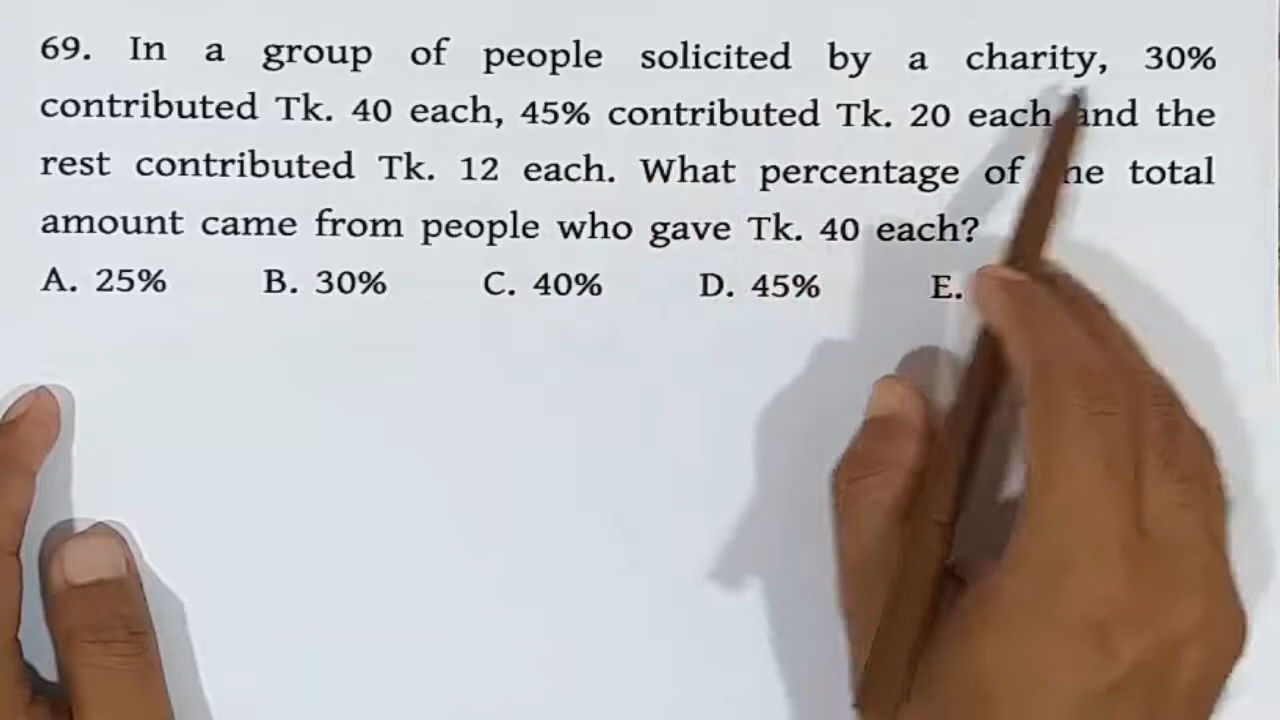 69. In a group of people solicited by a charity, 30%
contributed Tk. 40 each, 45% contributed Tk. 20 each and the
rest contributed Tk. 12 each. What percentage of the total
amount came from people who gave Tk. 40 each?
A. 25% B. 30% C. 40% D. 45% E.